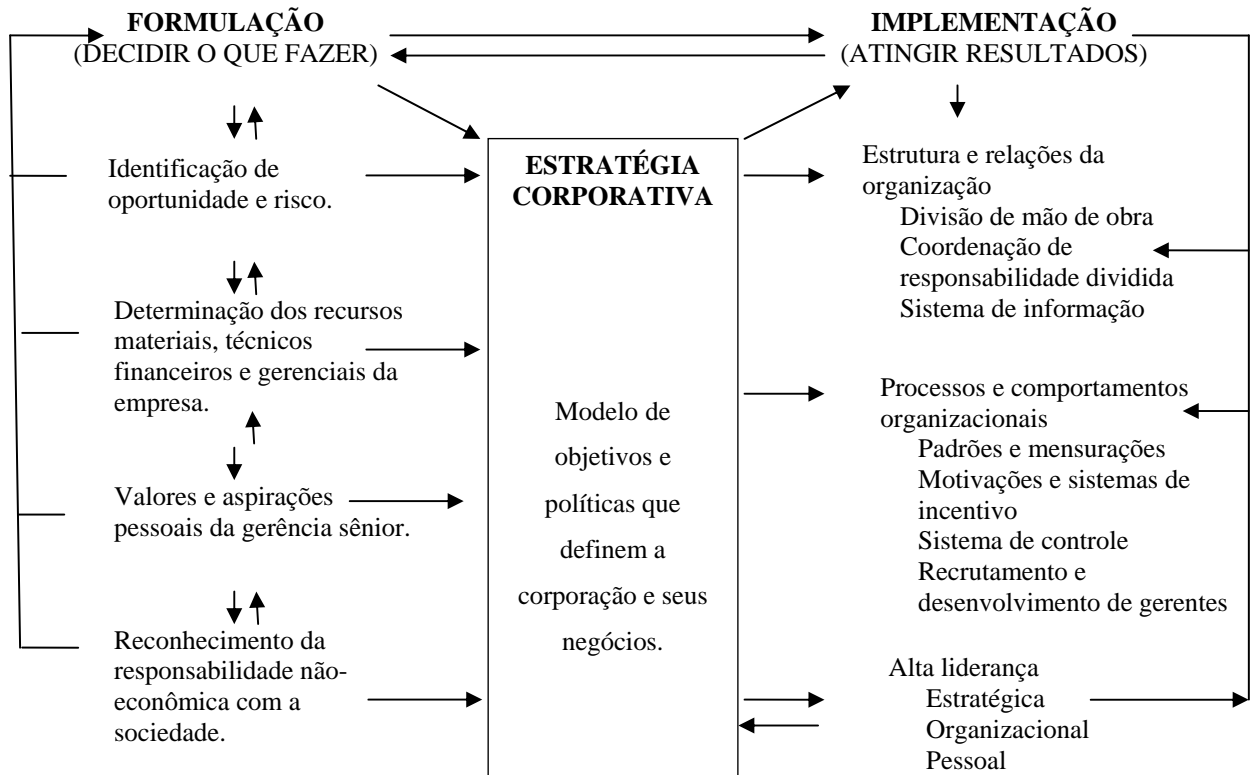 FORMULAÇÃO
(DECIDIR O QUE FAZER)
Identificação de
oportunidade e risco.
Determinação dos recursos
materiais, técnicos
financeiros e gerenciais da
empresa.
Valores e aspirações
pessoais da gerência sênior.
Reconhecimento da
responsabilidade não-
econômica com a
sociedade.
ESTRATÉGIA
CORPORATIVA
Modelo de
objetivos e
políticas que
definem a
corporação e seus
negócios.
IMPLEMENTAÇÃO
(ATINGIR RESULTADOS)
Estrutura e relações da
organização
Divisão de mão de obra
Coordenação de
responsabilidade dividida
Sistema de informação
Processos e comportamentos
organizacionais
Padrões e mensurações
Motivações e sistemas de
incentivo
Sistema de controle
Recrutamento e
desenvolvimento de gerentes
Alta liderança
Estratégica
Organizacional
Pessoal